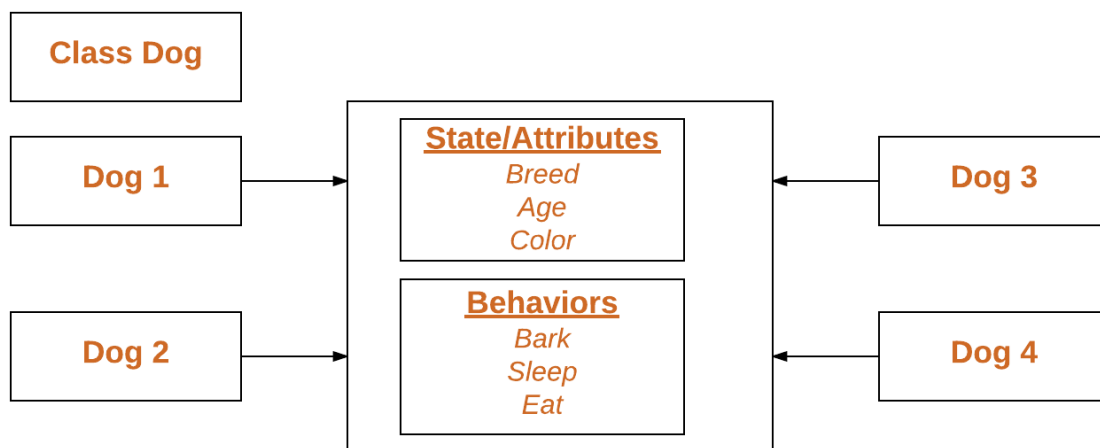 Class Dog
Dog 1
Dog 2
State/Attributes
Breed
Age
Color
Behaviors
Bark
Sleep
Eat
Dog 3
Dog 4